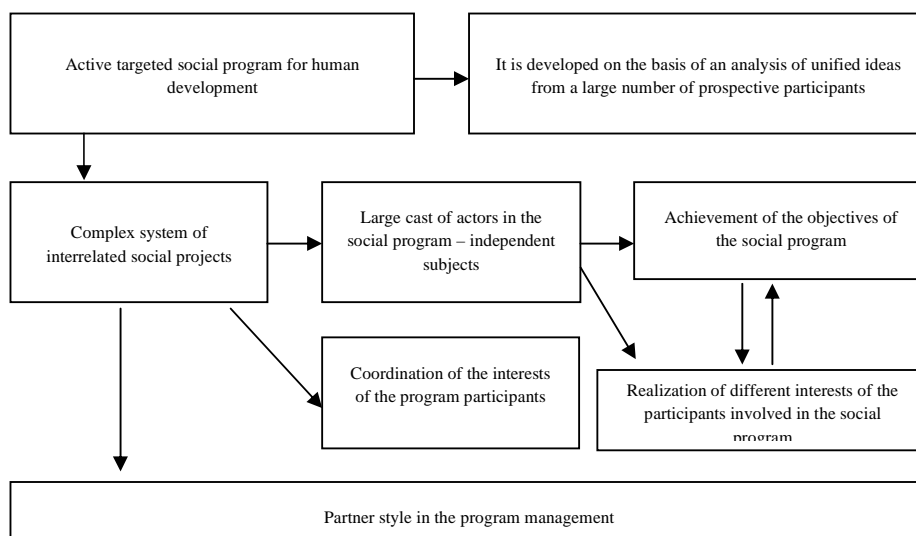 Active targeted social program for human
development
It is developed on the basis of an analysis of unified ideas
from a large number of prospective participants
Complex system of
interrelated social projects
Large cast of actors in the
social program – independent
subjects
Achievement of the objectives of
the social program
Coordination of the interests
of the program participants
Realization of different interests of the
participants involved in the social
program
Partner style in the program management